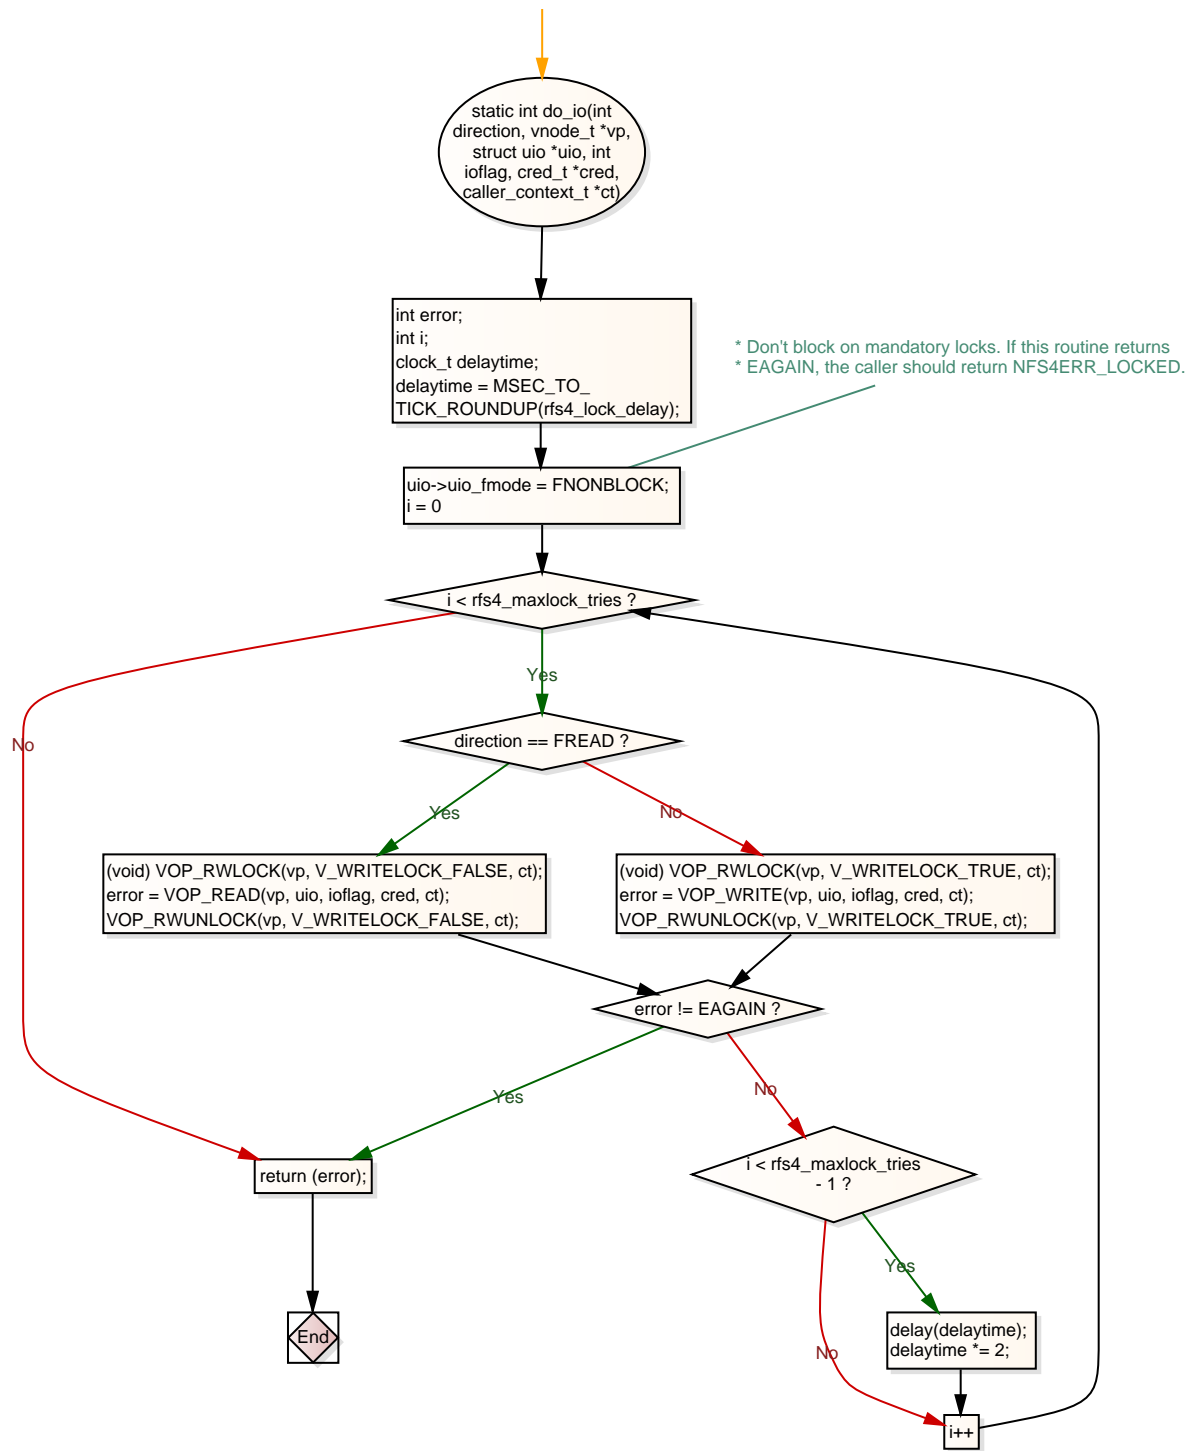 static int do_io(int
direction, vnode_t *vp,
struct uio *uio, int
ioflag, cred_t *cred,
caller_context_t *ct)
int error;
int i;
clock_t delaytime;
delaytime = MSEC_TO_
TICK_ROUNDUP(rfs4_lock_delay);
* Don't block on mandatory locks. If this routine returns
* EAGAIN, the caller should return NFS4ERR_LOCKED.
uio->uio_fmode = FNONBLOCK;
i = 0
i < rfs4_maxlock_tries ?
Yes
No
direction == FREAD ?
Yes
No
(void) VOP_RWLOCK(vp, V_WRITELOCK_FALSE, ct);
error = VOP_READ(vp, uio, ioflag, cred, ct);
VOP_RWUNLOCK(vp, V_WRITELOCK_FALSE, ct);
(void) VOP_RWLOCK(vp, V_WRITELOCK_TRUE, ct);
error = VOP_WRITE(vp, uio, ioflag, cred, ct);
VOP_RWUNLOCK(vp, V_WRITELOCK_TRUE, ct);
error != EAGAIN ?
Yes
No
return (error);
i < rfs4_maxlock_tries
- 1 ?
Yes
No
End
delay(delaytime);
delaytime *= 2;
i++